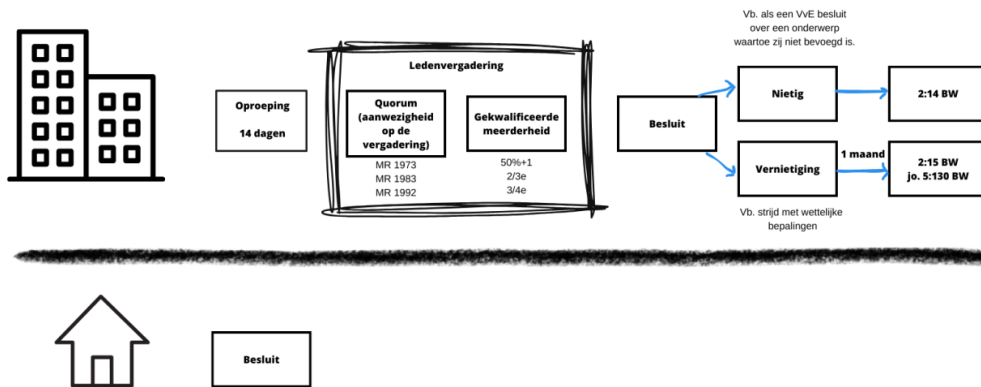 Vb. als een VvE besluit
over een onderwerp
waartoe zij niet bevoegd is.
Ledenvergadering
Oproeping
14 dagen
Quorum
(aanwezigheid
op de
vergadering)
MR 1973
MR 1983
MR 1992
Gekwalificeerde
meerderheid
50%+1
2/3e
3/4e
Besluit
Nietig
2:14 BW
Vernietiging
1 maand
2:15 BW
jo. 5:130 BW
Vb. strijd met wettelijke
bepalingen
Besluit